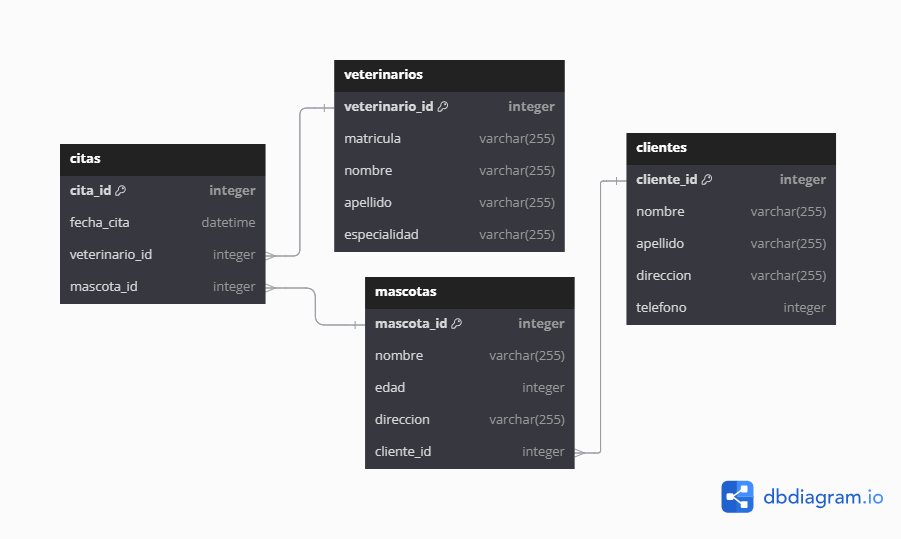 veterinarios
veterinario_id integer
matricula varchar(255)
nombre varchar(255)
apellido varchar(255)
especialidad varchar(255)
citas
cita_id integer
fecha_cita datetime
veterinario_id integer
mascota_id integer
clientes
cliente_id integer
nombre varchar(255)
apellido varchar(255)
direccion varchar(255)
telefono integer
mascotas
mascota_id integer
nombre varchar(255)
edad integer
direccion varchar(255)
cliente_id integer
dbdiagram.io